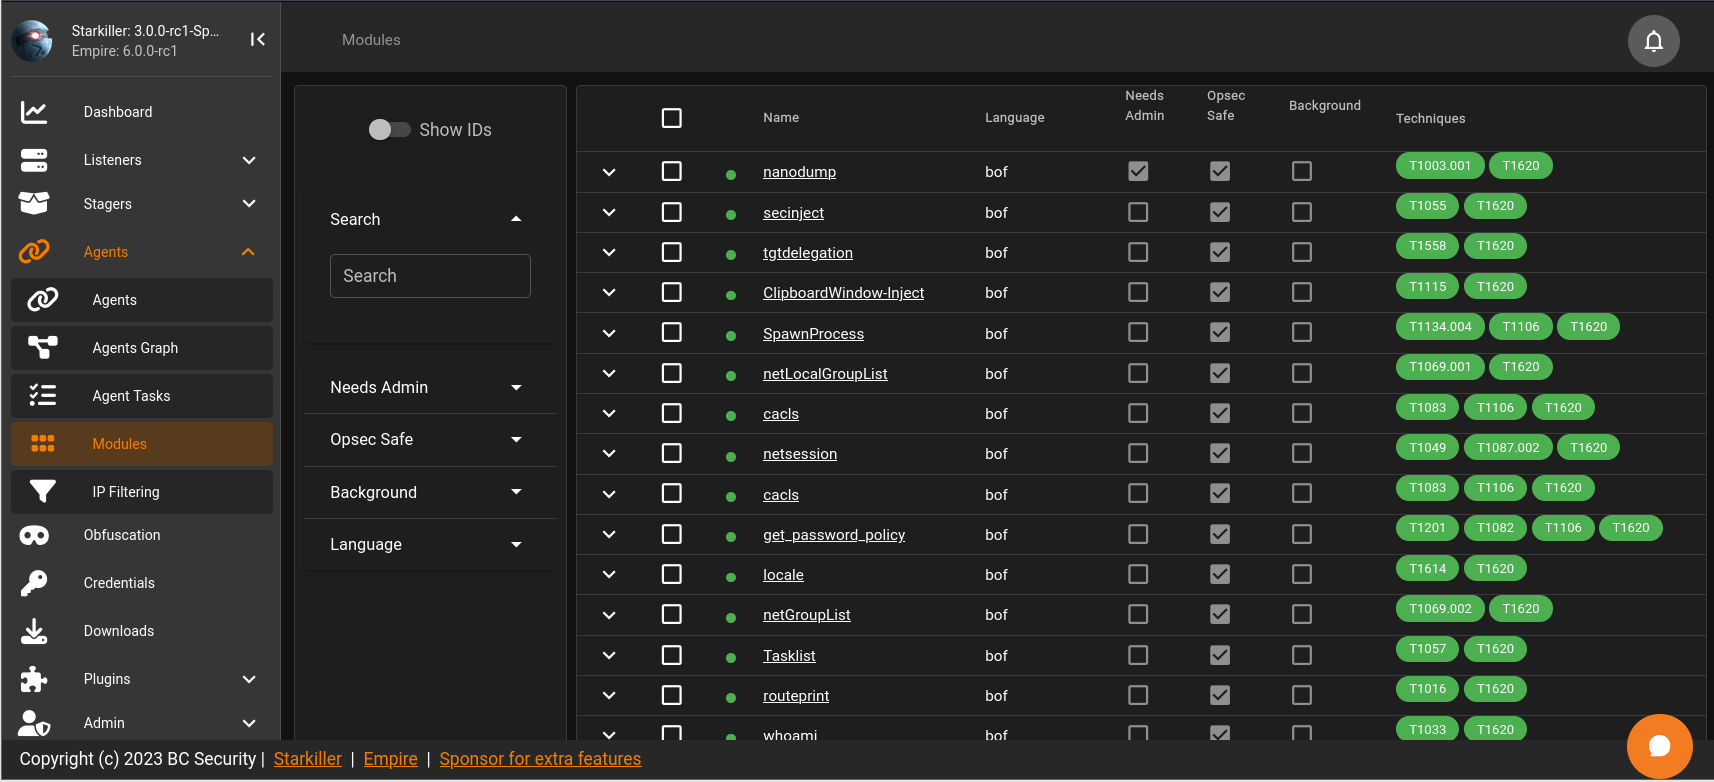 Starkiller: 3.0.0-rc1-Sp...
Empire: 6.0.0-rc1
Dashboard
Listeners
Stagers
Agents
Agents
Agents Graph
Agent Tasks
Modules
IP Filtering
Obfuscation
Credentials
Downloads
Plugins
Admin
Modules
Show IDs
Search
Search
Needs Admin
Opsec Safe
Background
Language
Name Language Needs Admin Opsec Safe Background Techniques
nanodump bof T1003.001 T1620
secinject bof T1055 T1620
tgtdelegation bof T1558 T1620
ClipboardWindow-Inject bof T1115 T1620
SpawnProcess bof T1134.004 T1106 T1620
netLocalGroupList bof T1069.001 T1620
cacls bof T1083 T1106 T1620
netsession bof T1049 T1087.002 T1620
cacls bof T1083 T1106 T1620
get_password_policy bof T1201 T1082 T1106 T1620
locale bof T1614 T1620
netGroupList bof T1069.002 T1620
Tasklist bof T1057 T1620
routeprint bof T1016 T1620
whoami bof T1033 T1620
Copyright (c) 2023 BC Security | Starkiller | Empire | Sponsor for extra features